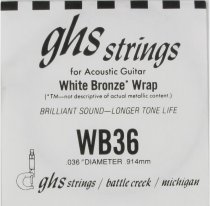 ghs strings
for Acoustic Guitar
White Bronze* Wrap
(*TM—not descriptive of actual metallic content.)
BRILLIANT SOUND—LONGER TONE LIFE
WB36
.036" DIAMETER 914mm
ghs strings / battle creek / michigan